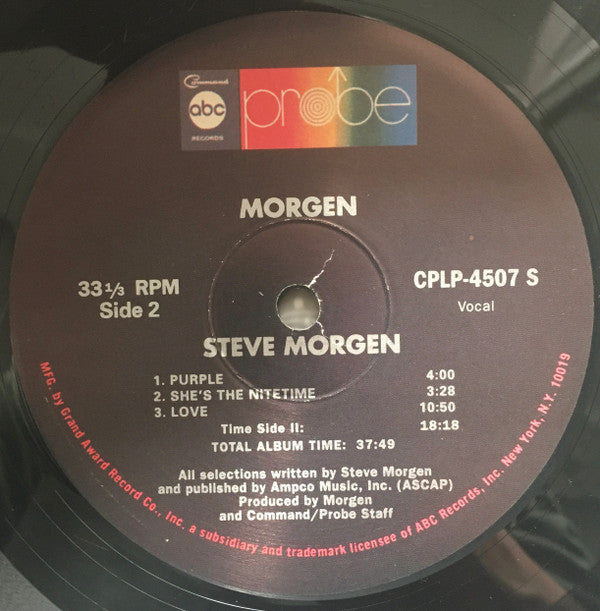 Command
abc
RECORDS
probe
MORGEN
33 1/3 RPM
Side 2
CPLP-4507 S
Vocal
STEVE MORGEN
1. PURPLE 4:00
2. SHE'S THE NITETIME 3:28
3. LOVE 10:50
Time Side II: 18:18
TOTAL ALBUM TIME: 37:49
All selections written by Steve Morgen
and published by Ampco Music, Inc. (ASCAP)
Produced by Morgen
and Command/Probe Staff
MFG. by Grand Award Record Co., Inc. a subsidiary and trademark licensee of ABC Records, Inc. New York, N.Y. 10019